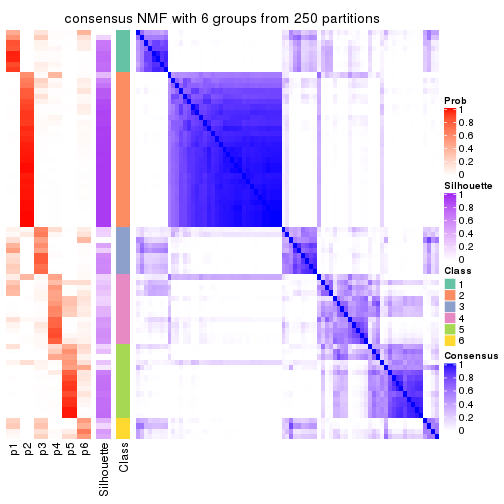 consensus NMF with 6 groups from 250 partitions
Prob
1
0.8
0.6
0.4
0.2
0
Silhouette
1
0.8
0.6
0.4
0.2
0
Class
1
2
3
4
5
6
Consensus
1
0.8
0.6
0.4
0.2
0
p1
p2
p3
p4
p5
p6
Silhouette
Class